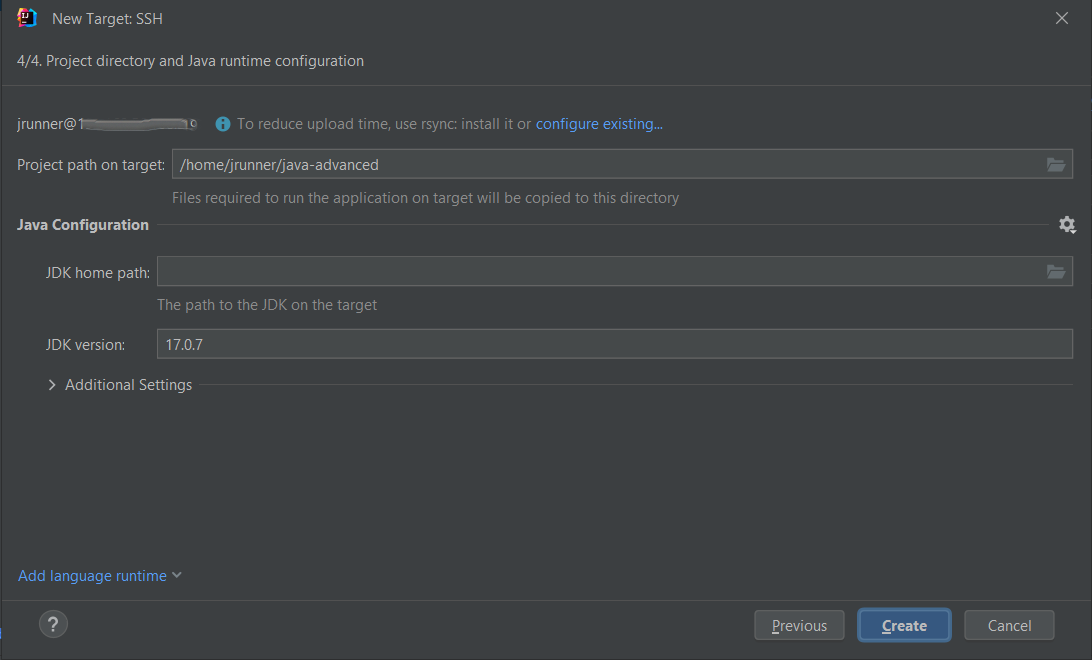 New Target: SSH
4/4. Project directory and Java runtime configuration
jrunner@1 To reduce upload time, use rsync: install it or configure existing...
Project path on target: /home/jrunner/java-advanced
Files required to run the application on target will be copied to this directory
Java Configuration
JDK home path:
The path to the JDK on the target
JDK version: 17.0.7
Additional Settings
Add language runtime
? Previous Create Cancel